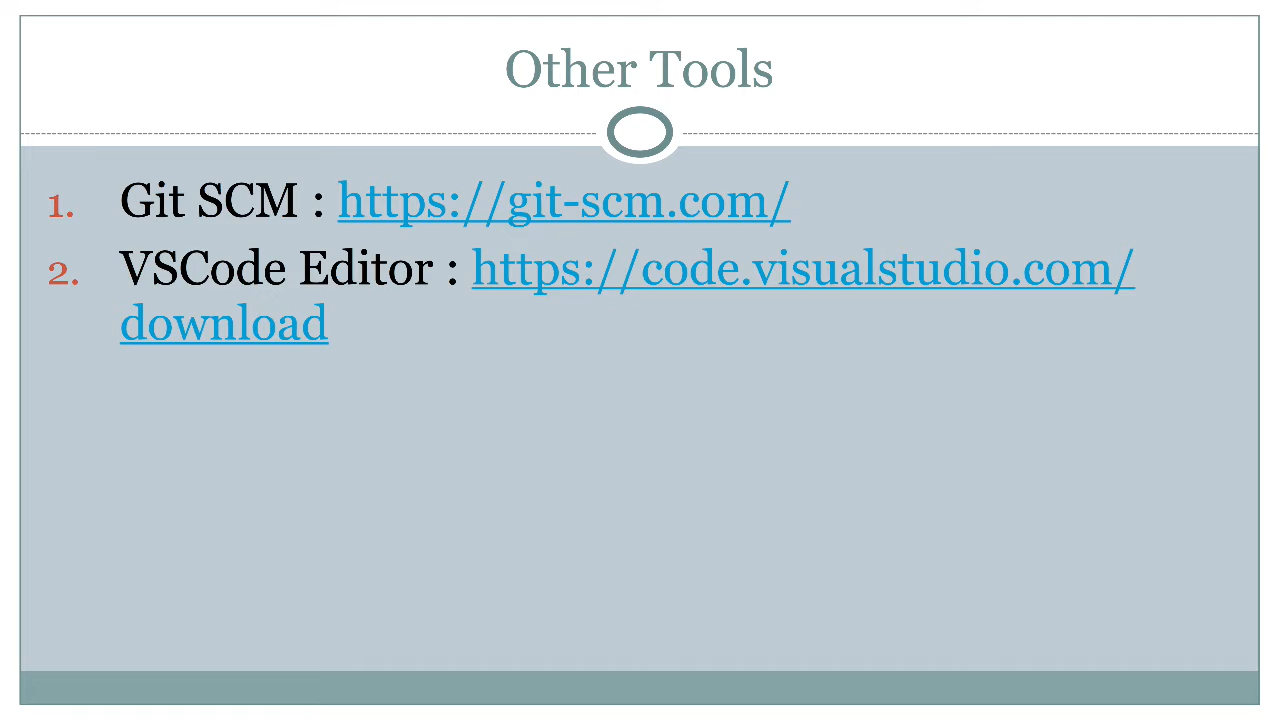 Other Tools
1. Git SCM : https://git-scm.com/
2. VSCode Editor : https://code.visualstudio.com/
download